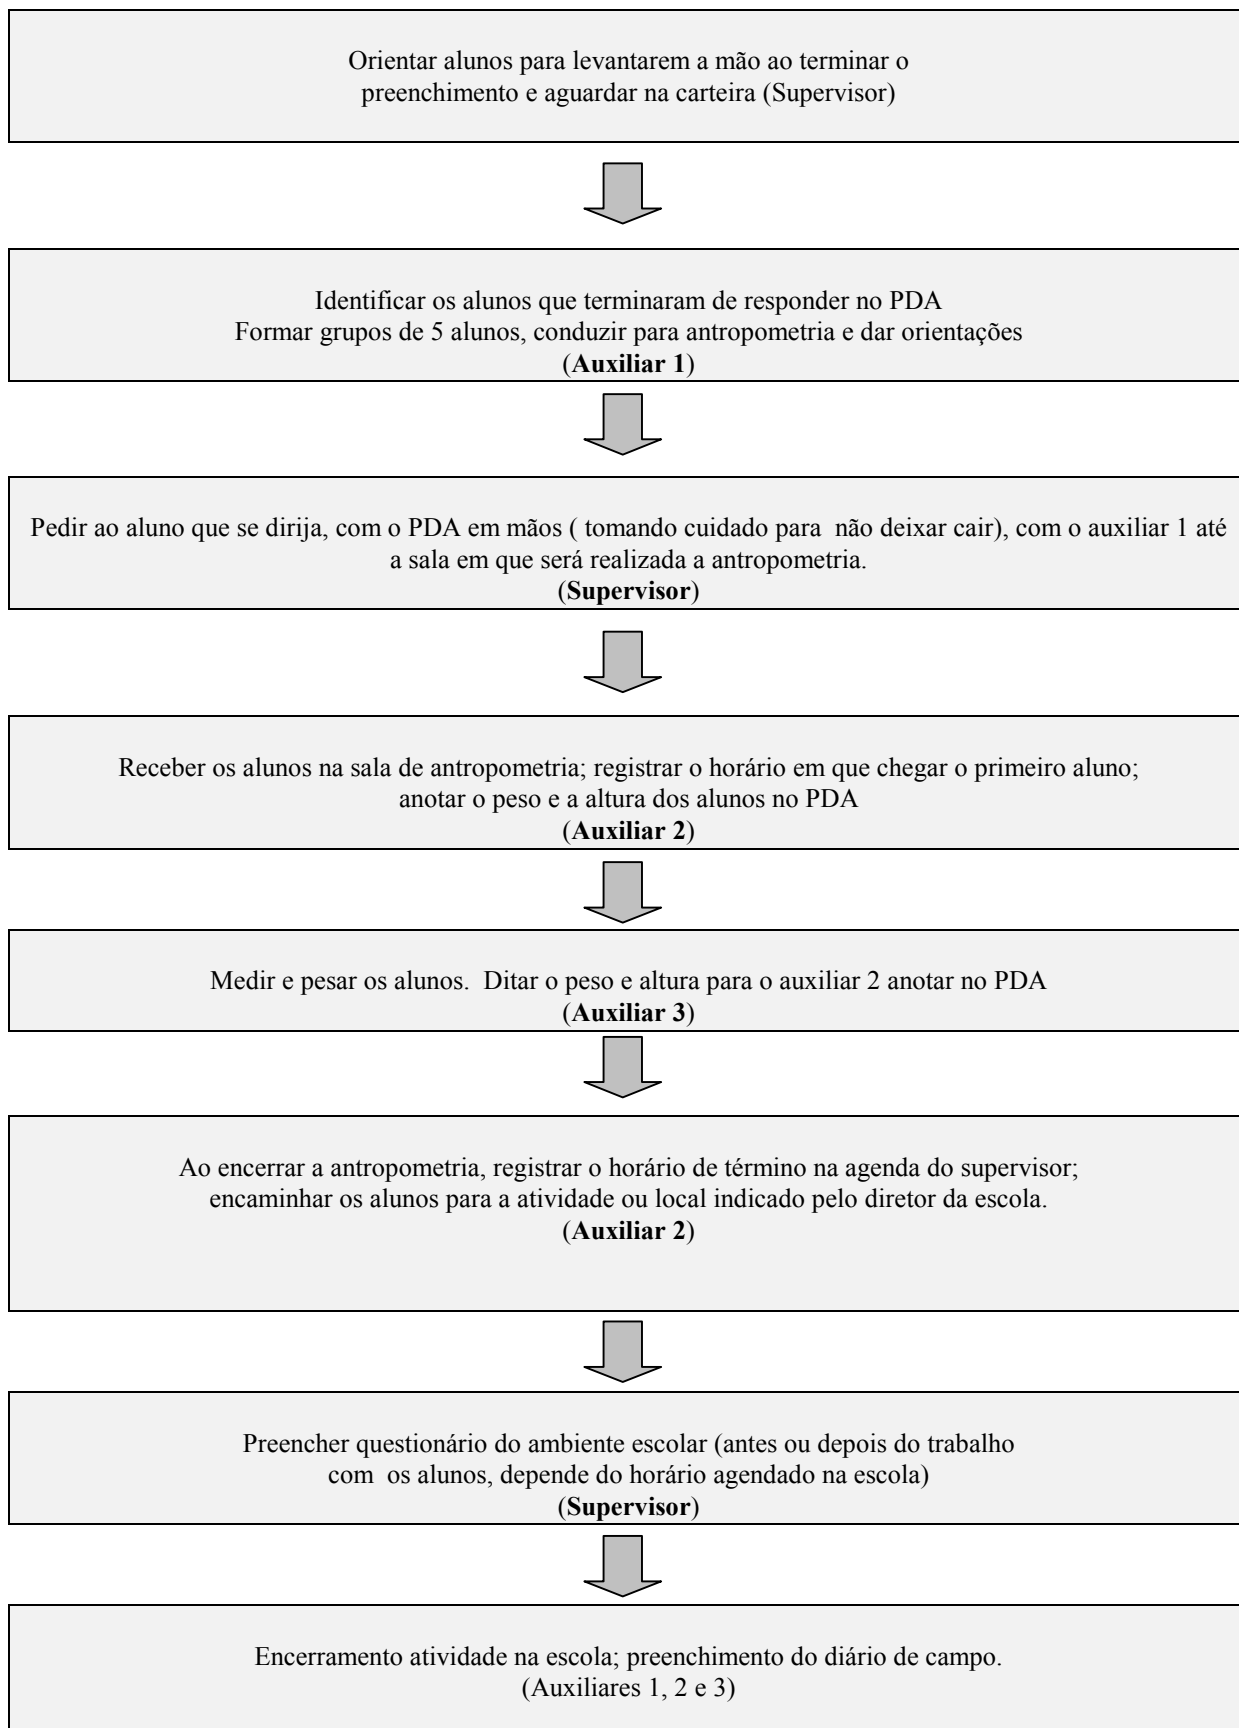 Orientar alunos para levantarem a mão ao terminar o
preenchimento e aguardar na carteira (Supervisor)
Identificar os alunos que terminaram de responder no PDA
Formar grupos de 5 alunos, conduzir para antropometria e dar orientações
(Auxiliar 1)
Pedir ao aluno que se dirija, com o PDA em mãos ( tomando cuidado para não deixar cair), com o auxiliar 1 até
a sala em que será realizada a antropometria.
(Supervisor)
Receber os alunos na sala de antropometria; registrar o horário em que chegar o primeiro aluno;
anotar o peso e a altura dos alunos no PDA
(Auxiliar 2)
Medir e pesar os alunos. Ditar o peso e altura para o auxiliar 2 anotar no PDA
(Auxiliar 3)
Ao encerrar a antropometria, registrar o horário de término na agenda do supervisor;
encaminhar os alunos para a atividade ou local indicado pelo diretor da escola.
(Auxiliar 2)
Preencher questionário do ambiente escolar (antes ou depois do trabalho
com os alunos, depende do horário agendado na escola)
(Supervisor)
Encerramento atividade na escola; preenchimento do diário de campo.
(Auxiliares 1, 2 e 3)